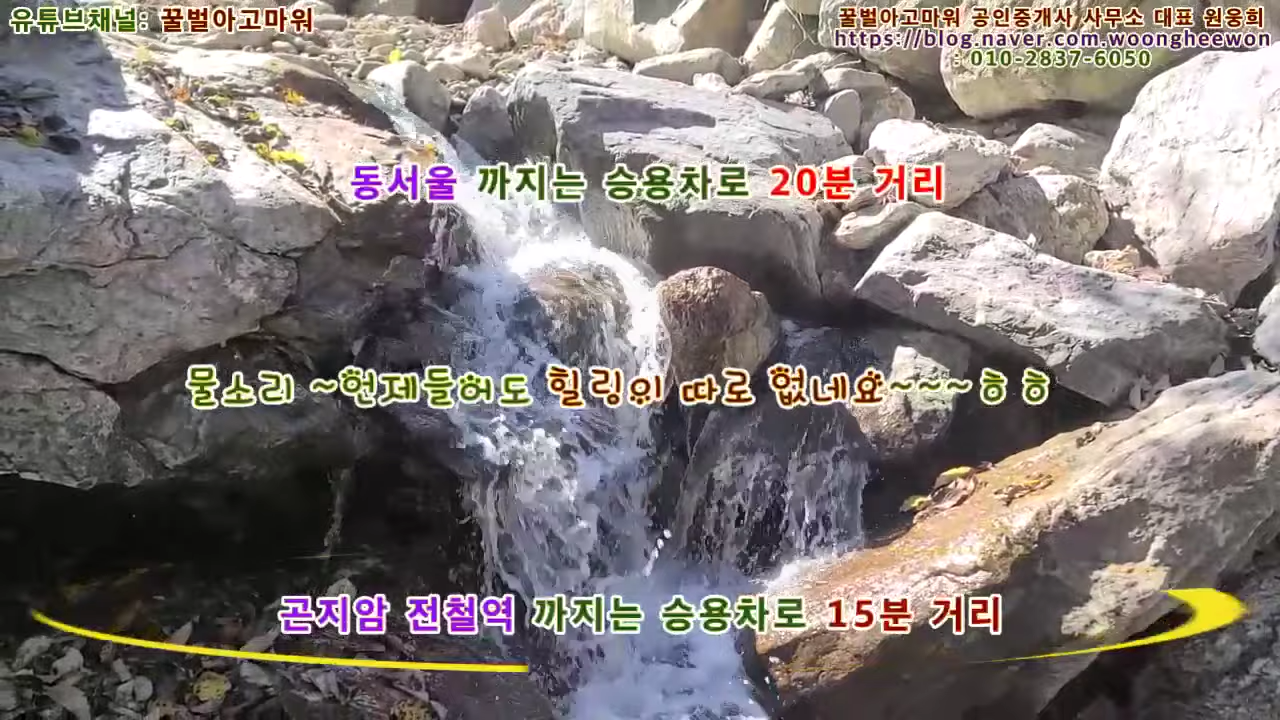 유튜브채널: 꿀벌아고마워
꿀벌아고마워 공인중개사 사무소 대표 원웅희
https://blog.naver.com.woongheewon
: 010-2837-6050
동서울 까지는 승용차로 20분 거리
물소리 ~언제들어도 힐링이 따로 없네요~~~ㅎㅎ
곤지암 전철역 까지는 승용차로 15분 거리